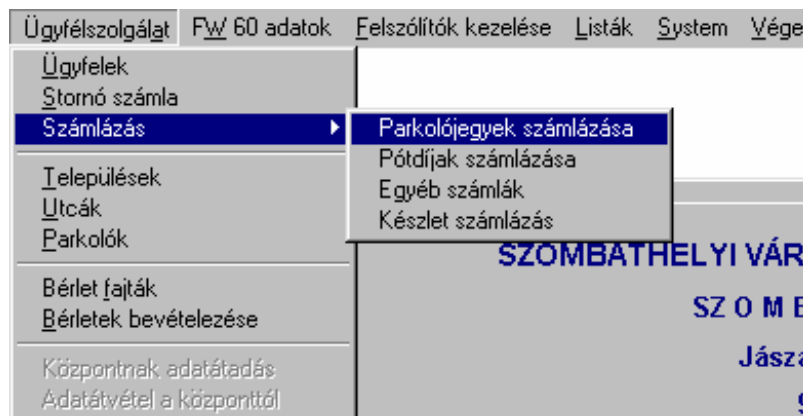 Ügyfélszolgálat FW 60 adatok Felszólítók kezelése Listák System Vége
Ügyfelek
Stornó számla
Számlázás
Települések
Utcák
Parkolók
Bérlet fajták
Bérletek bevételezése
Központnak adatátadás
Adatátvétel a központtól
Parkolójegyek számlázása
Pótdíjak számlázása
Egyéb számlák
Készlet számlázás
SZOMBATHELYI VÁR
SZ O M
Jásza